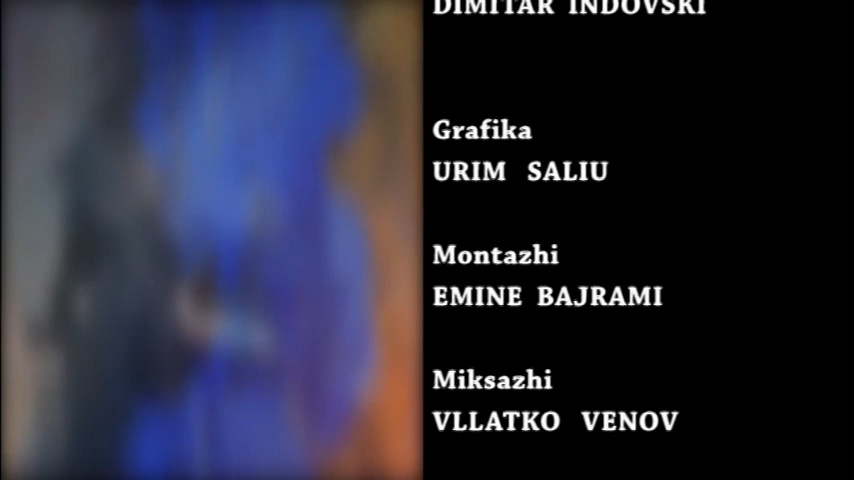 DIMITAR INDOVSKI
Grafika
URIM SALIU
Montazhi
EMINE BAJRAMI
Miksazhi
VLLATKO VENOV